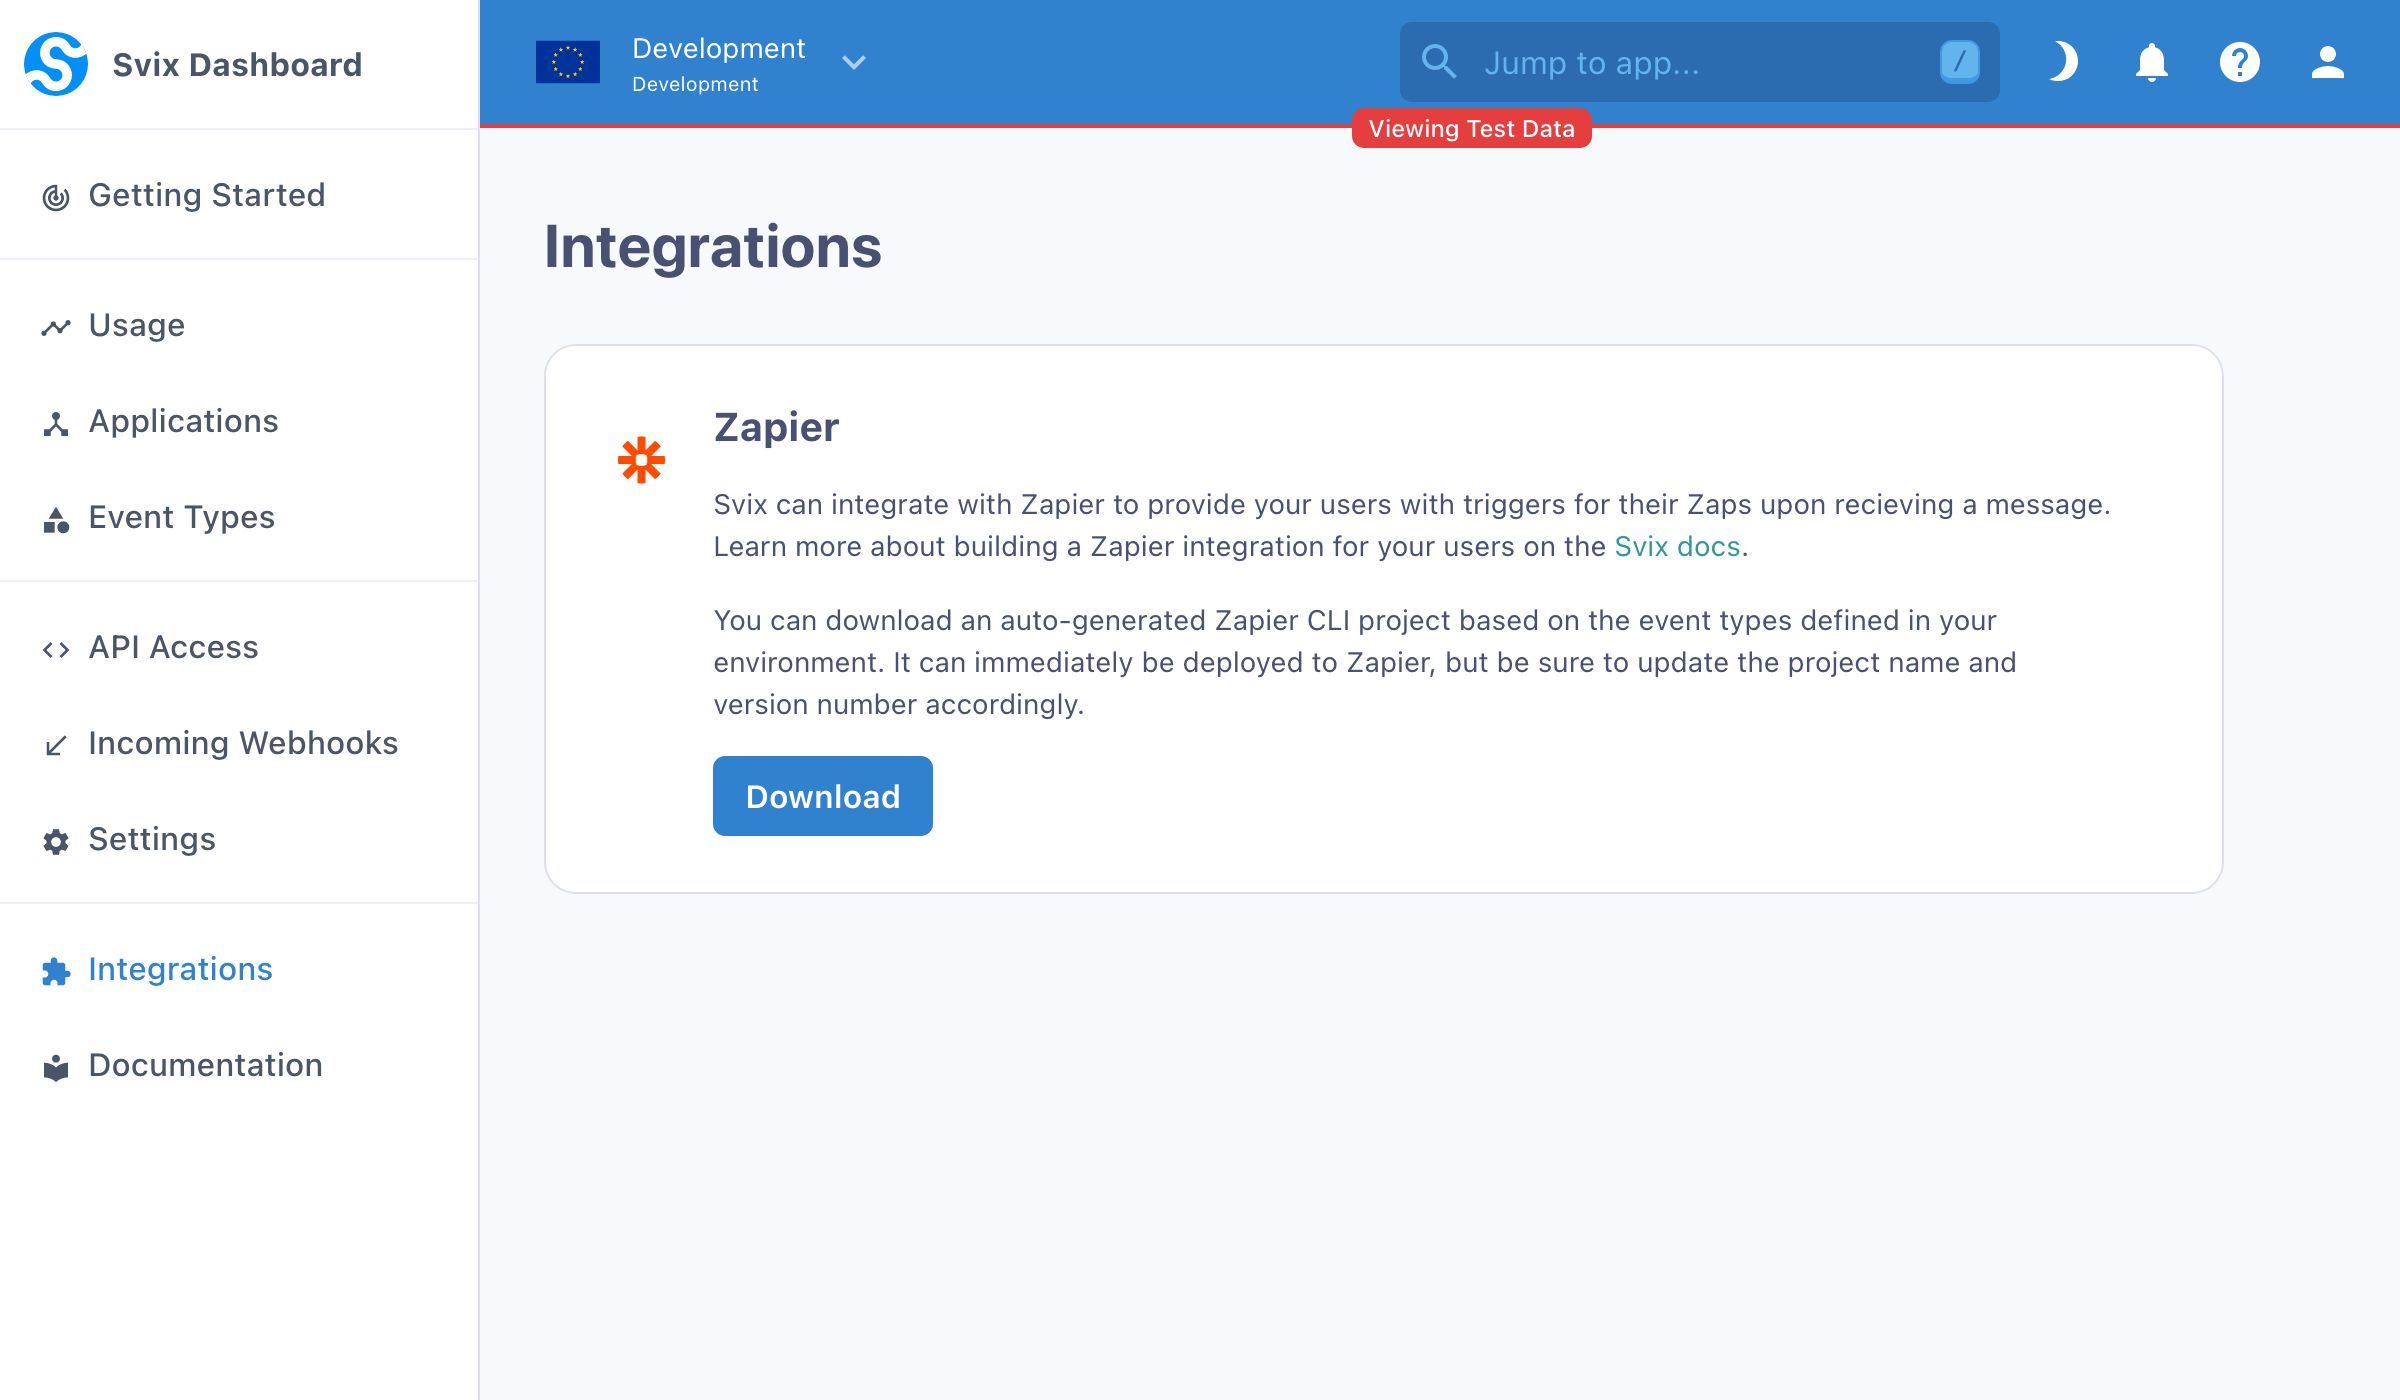 Svix Dashboard
Development
Development
Jump to app...
/
Viewing Test Data
Getting Started
Usage
Applications
Event Types
API Access
Incoming Webhooks
Settings
Integrations
Documentation
Integrations
Zapier
Svix can integrate with Zapier to provide your users with triggers for their Zaps upon recieving a message.
Learn more about building a Zapier integration for your users on the Svix docs.
You can download an auto-generated Zapier CLI project based on the event types defined in your
environment. It can immediately be deployed to Zapier, but be sure to update the project name and
version number accordingly.
Download